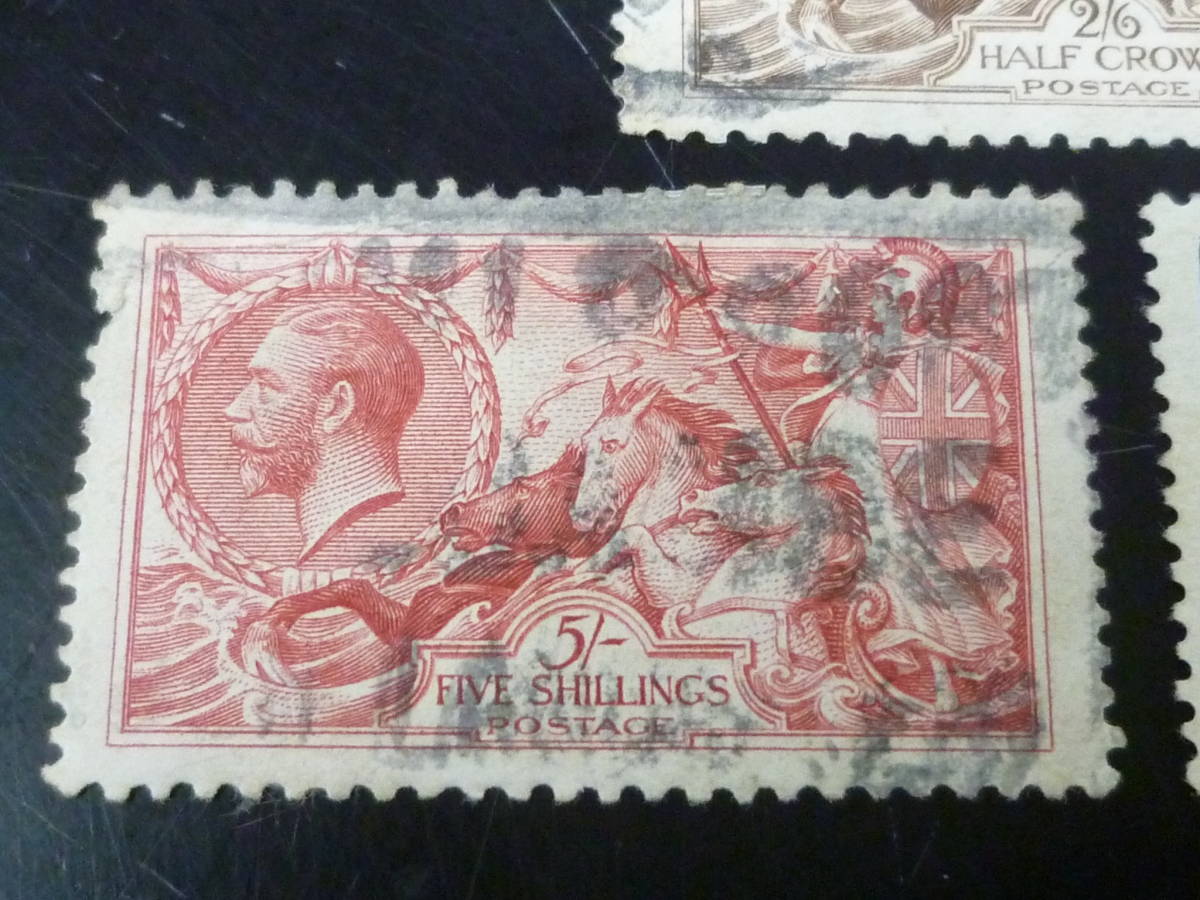 2/6
HALF CROW
POSTAGE
5/-
FIVE SHILLINGS
POSTAGE